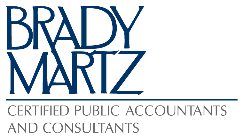 BRADY
MARTZ
CERTIFIED PUBLIC ACCOUNTANTS
AND CONSULTANTS